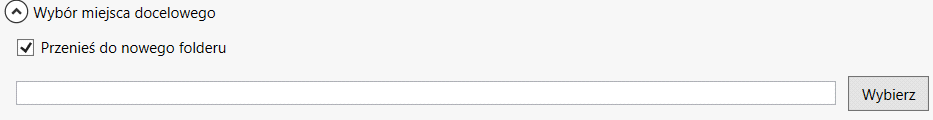 Wybór miejsca docelowego
Przenieś do nowego folderu
Wybierz